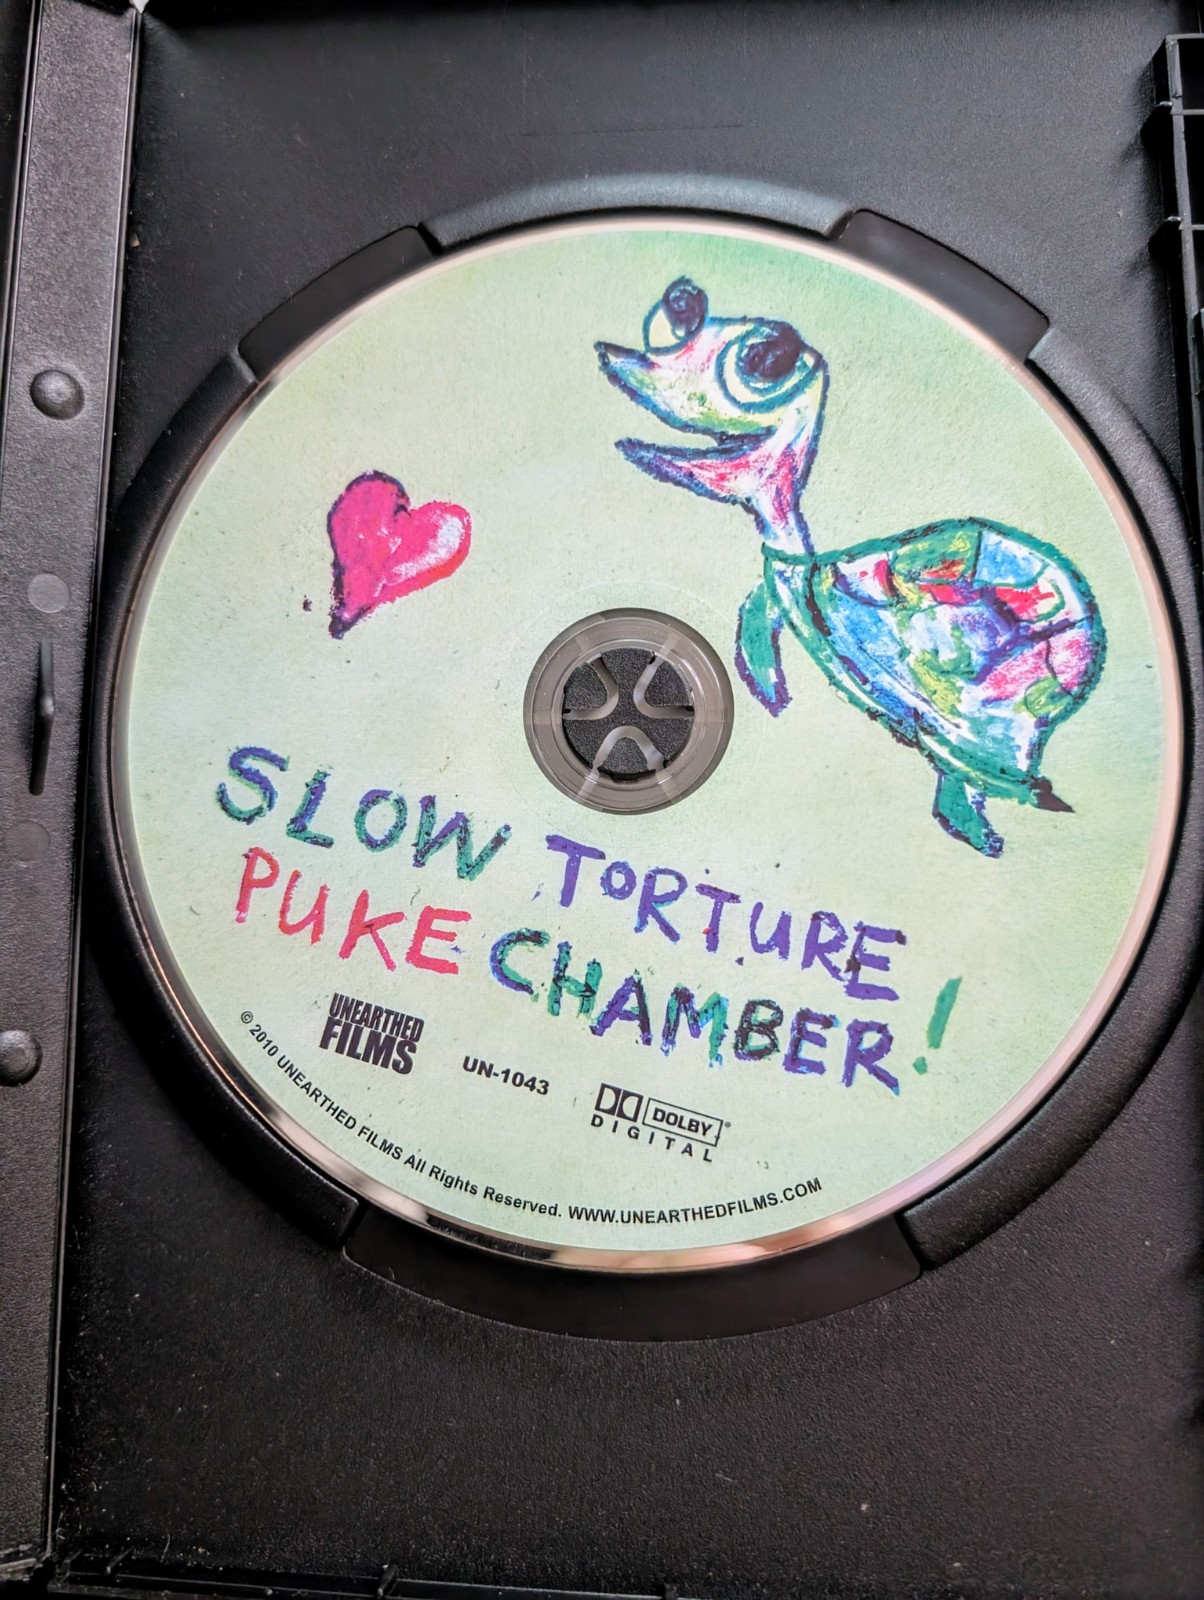 SLOW TORTURE
PUKE CHAMBER!
UNEARTHED
FILMS
UN-1043
DOLBY
DIGITAL
© 2010 UNEARTHED FILMS All Rights Reserved. WWW.UNEARTHEDFILMS.COM